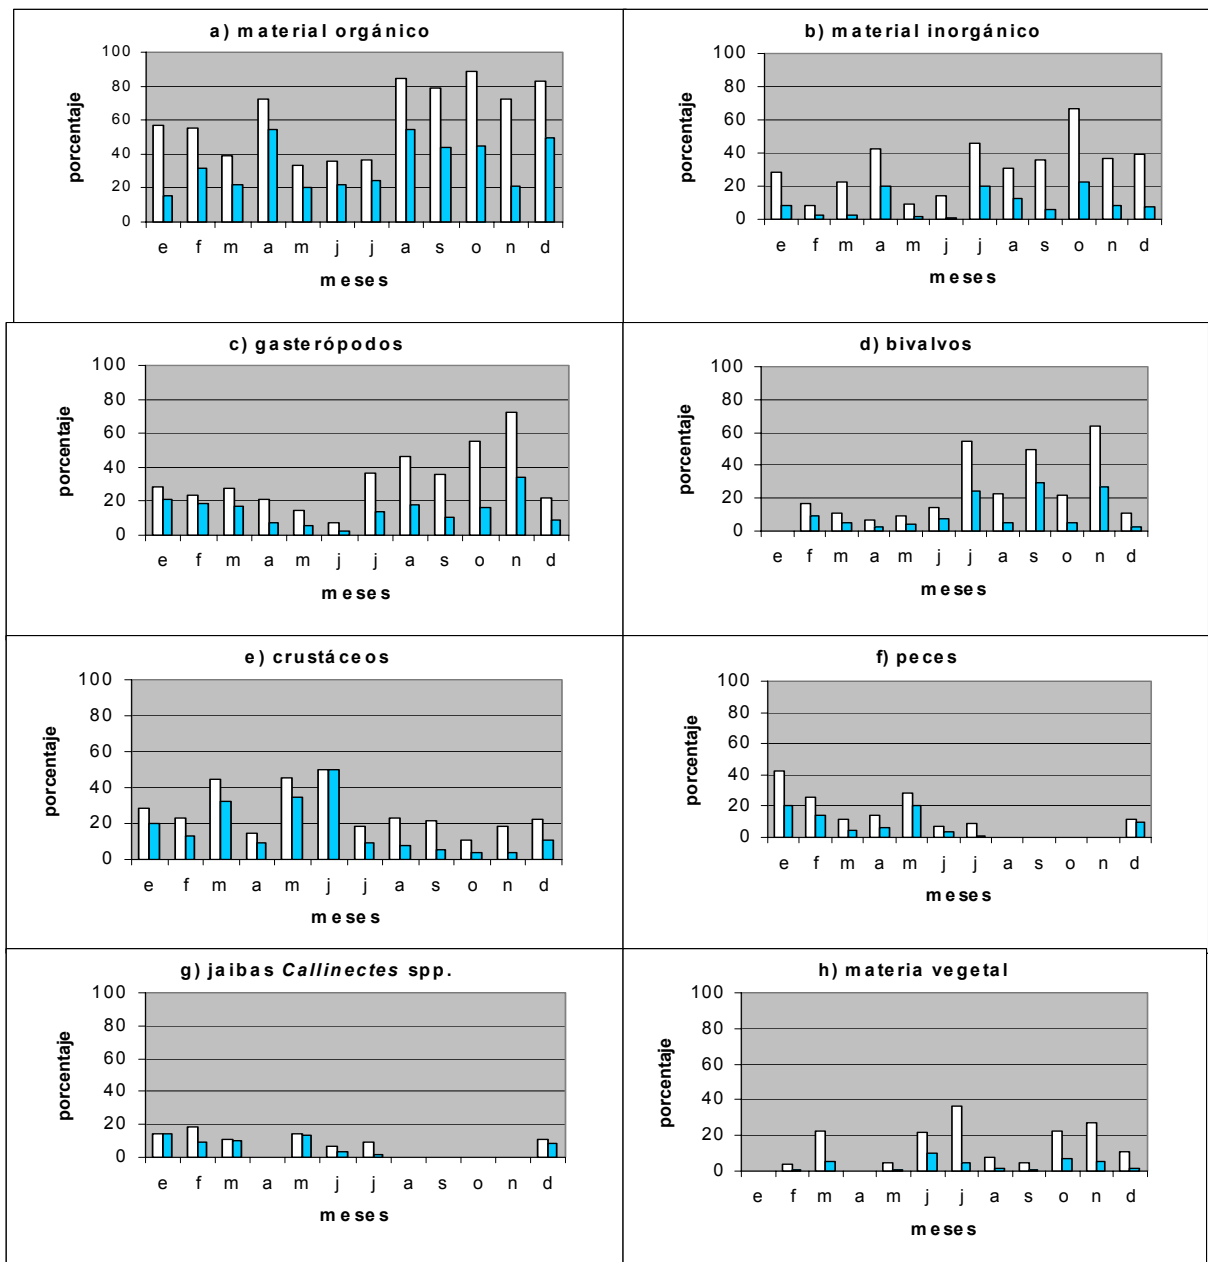 a) material orgánico
porcentaje
100
80
60
40
20
0
e f m a m j j a s o n d
meses
b) material inorgánico
porcentaje
100
80
60
40
20
0
e f m a m j j a s o n d
meses
c) gasterópodos
porcentaje
100
80
60
40
20
0
e f m a m j j a s o n d
meses
d) bivalvos
porcentaje
100
80
60
40
20
0
e f m a m j j a s o n d
meses
e) crustáceos
porcentaje
100
80
60
40
20
0
e f m a m j j a s o n d
meses
f) peces
porcentaje
100
80
60
40
20
0
e f m a m j j a s o n d
meses
g) jaibas Callinectes spp.
porcentaje
100
80
60
40
20
0
e f m a m j j a s o n d
meses
h) materia vegetal
porcentaje
100
80
60
40
20
0
e f m a m j j a s o n d
meses